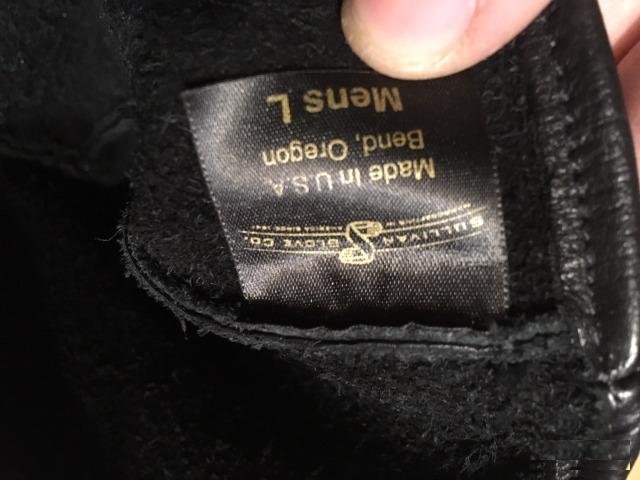 SULLIVAN GLOVE CO.
Made in U.S.A.
Bend, Oregon
Mens L